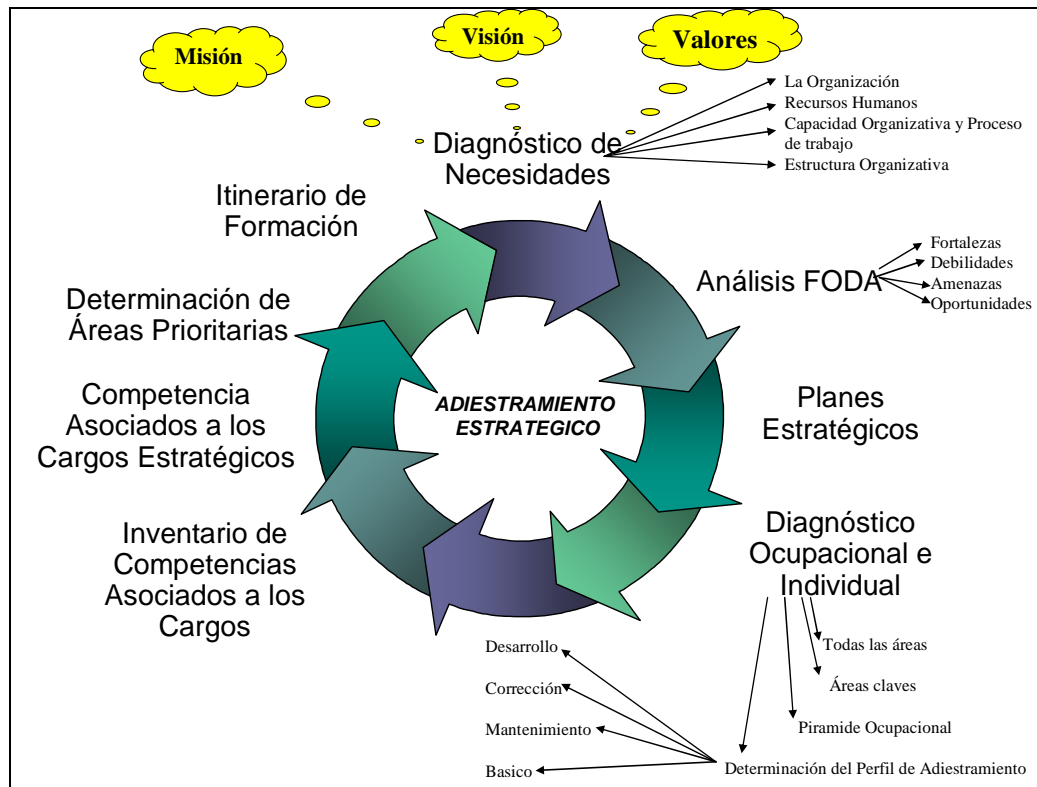 Misión
Visión
Valores
Diagnóstico de
Necesidades
La Organización
Recursos Humanos
Capacidad Organizativa y Proceso
de trabajo
Estructura Organizativa
Análisis FODA
Fortalezas
Debilidades
Amenazas
Oportunidades
Planes
Estratégicos
Diagnóstico
Ocupacional e
Individual
Todas las áreas
Áreas claves
Piramide Ocupacional
Determinación del Perfil de Adiestramiento
Desarrollo
Corrección
Mantenimiento
Basico
Inventario de
Competencias
Asociados a los
Cargos
Competencia
Asociados a los
Cargos Estratégicos
Determinación de
Áreas Prioritarias
Itinerario de
Formación
ADIESTRAMIENTO
ESTRATEGICO